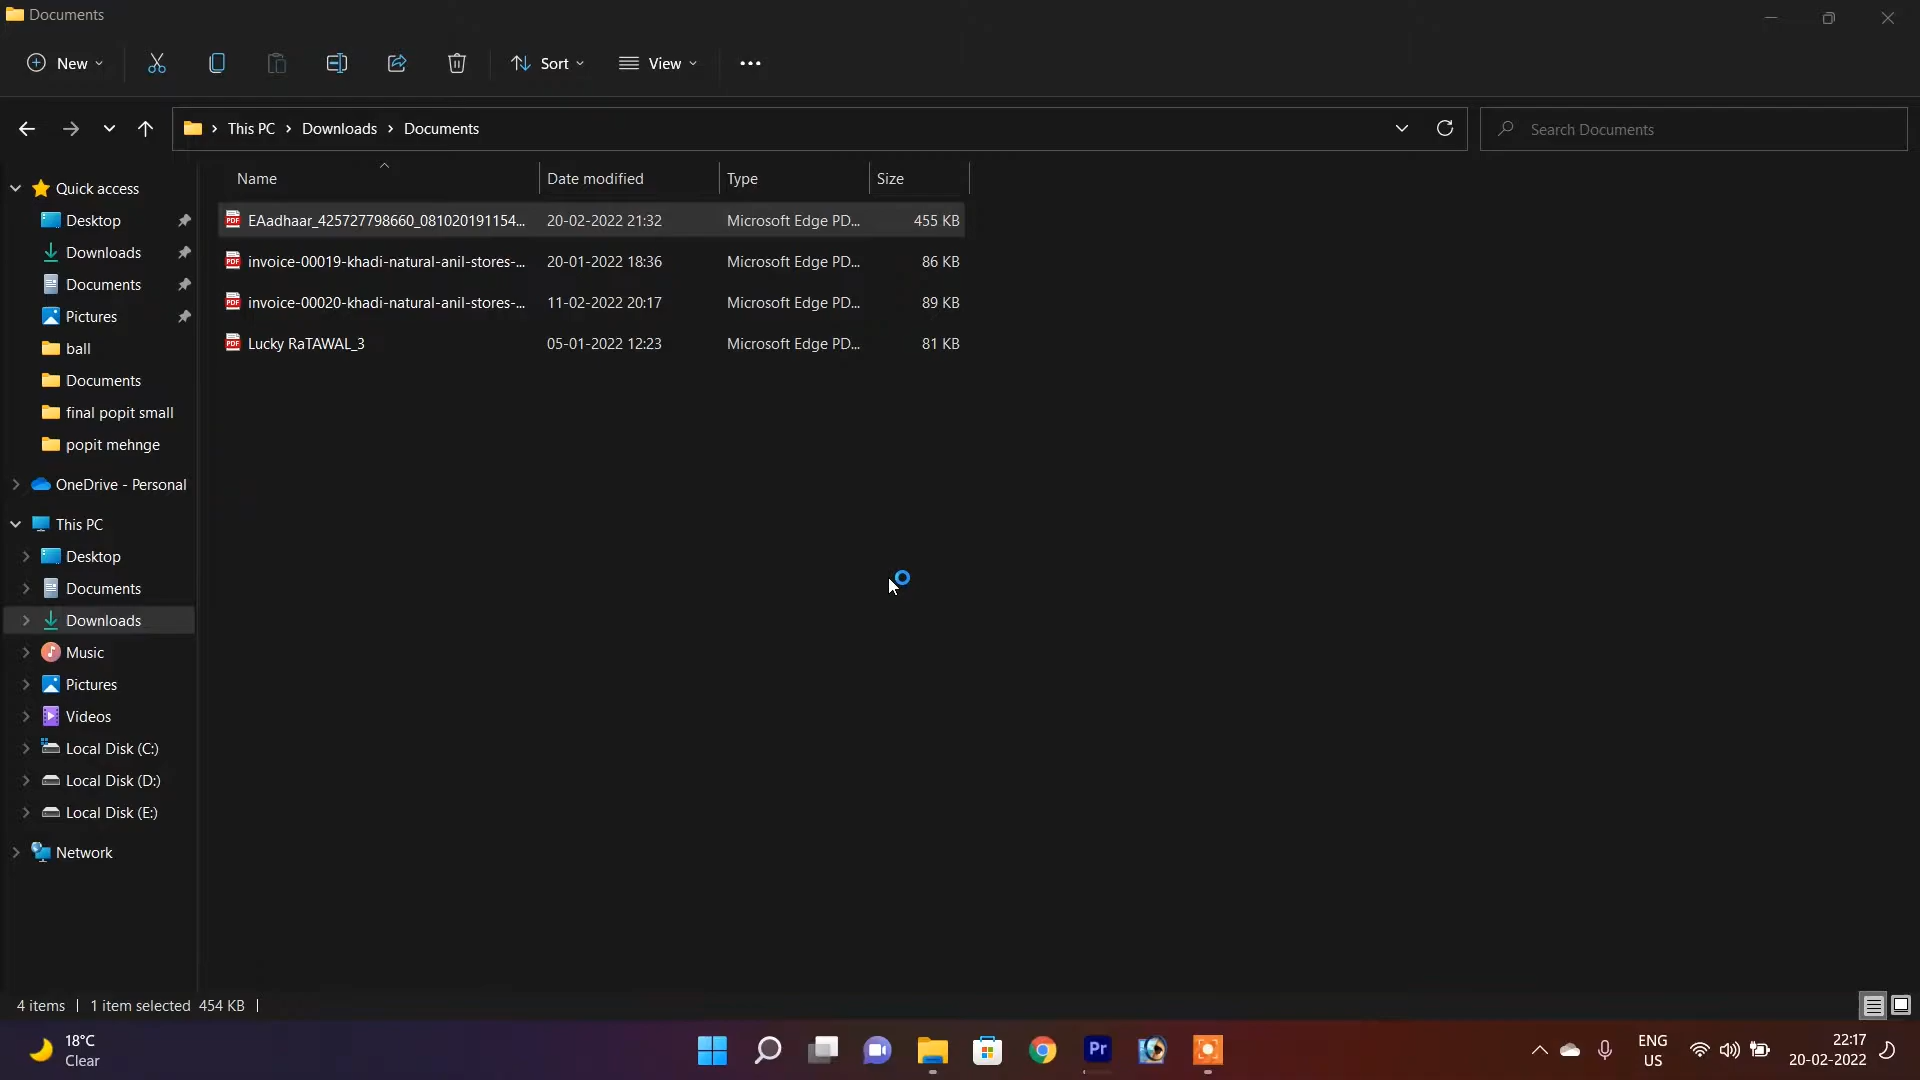 Documents
New
Sort
View
This PC
Downloads
Documents
Search Documents
Name
Date modified
Type
Size
Quick access
Desktop
Downloads
Documents
Pictures
ball
Documents
final popit small
popit mehnge
OneDrive - Personal
This PC
Desktop
Documents
Downloads
Music
Pictures
Videos
Local Disk (C:)
Local Disk (D:)
Local Disk (E:)
Network
EAadhaar_425727798660_081020191154... 20-02-2022 21:32 Microsoft Edge PD... 455 KB
invoice-00019-khadi-natural-anil-stores-... 20-01-2022 18:36 Microsoft Edge PD... 86 KB
invoice-00020-khadi-natural-anil-stores-... 11-02-2022 20:17 Microsoft Edge PD... 89 KB
Lucky RaTAWAL_3 05-01-2022 12:23 Microsoft Edge PD... 81 KB
4 items 1 item selected 454 KB
18°C
Clear
Pr
ENG
US
22:17
20-02-2022